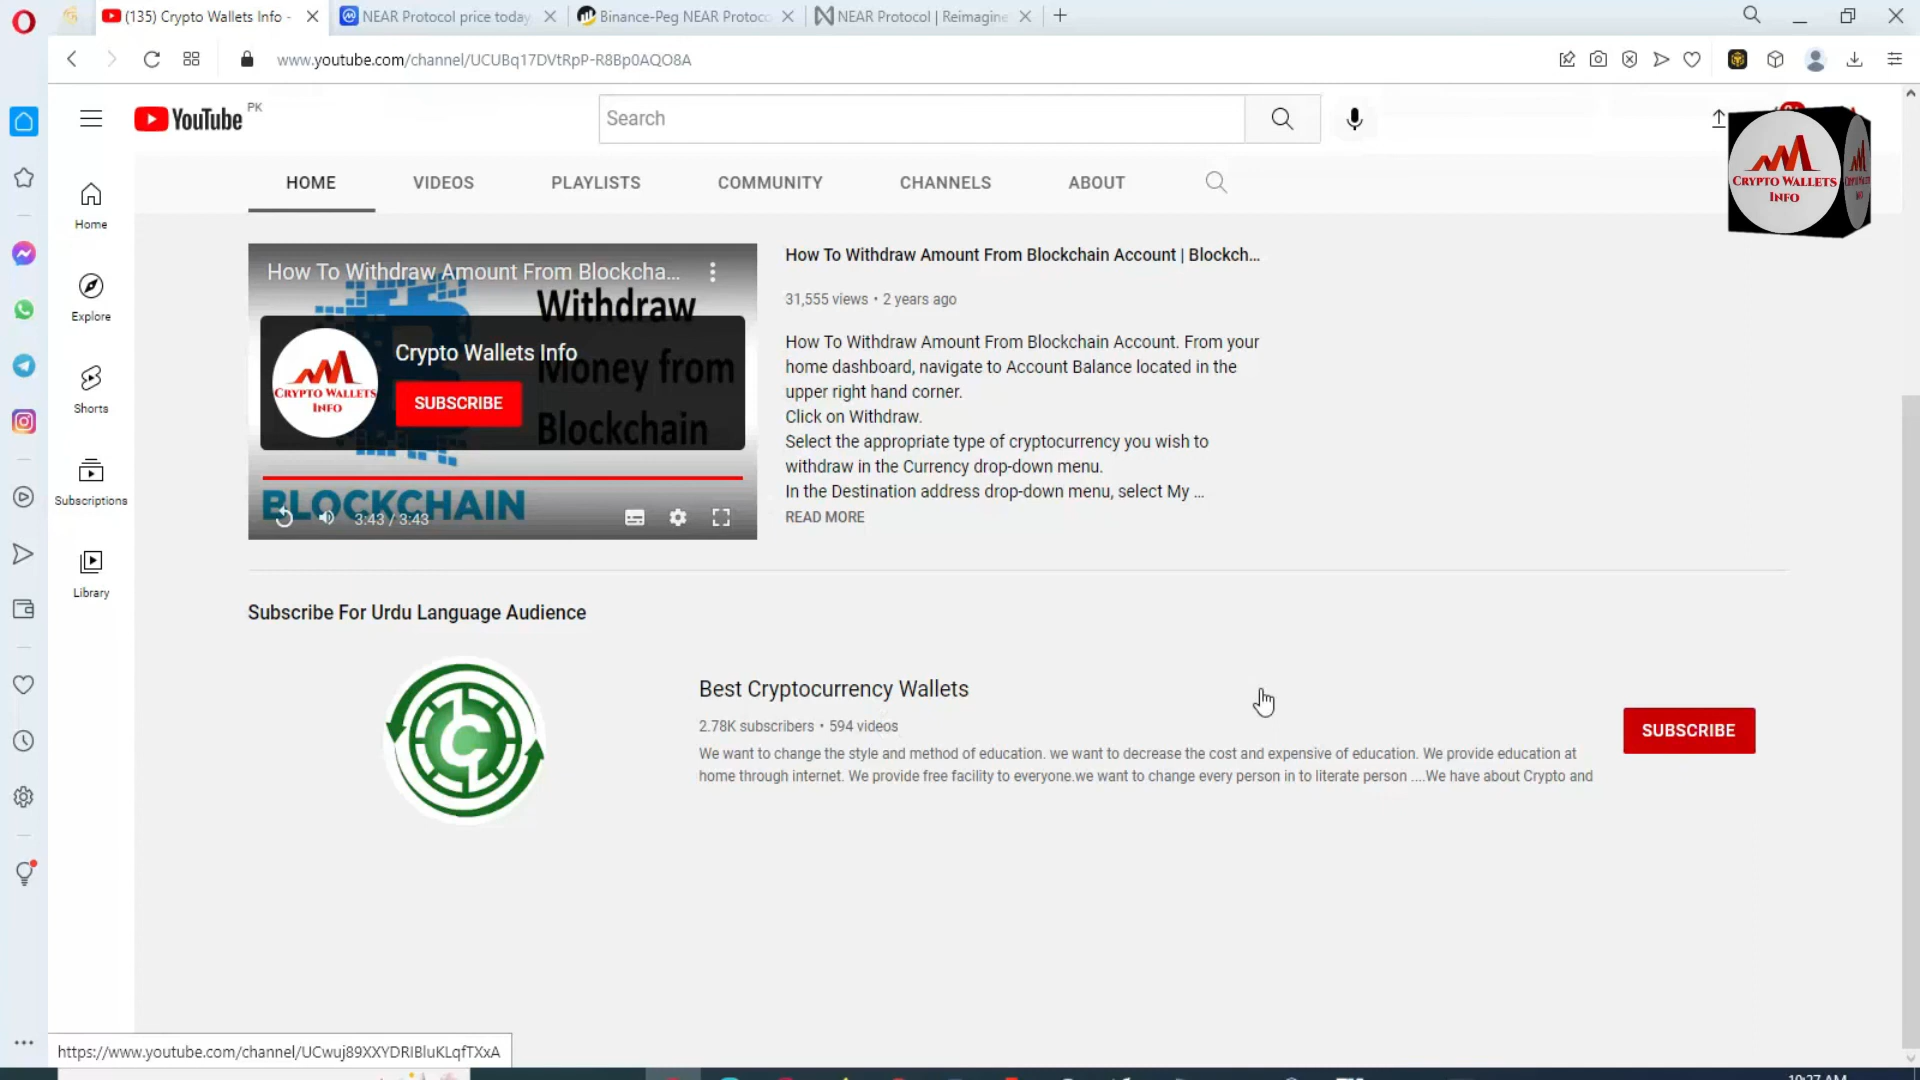 (135) Crypto Wallets Info -
NEAR Protocol price today
Binance-Peg NEAR Protoco
NEAR Protocol | Reimagine
www.youtube.com/channel/UCUBq17DVtRpP-R8Bp0AQO8A
YouTube PK
Search
CRYPTO WALLETS
INFO
HOME
VIDEOS
PLAYLISTS
COMMUNITY
CHANNELS
ABOUT
Home
Explore
Shorts
Subscriptions
Library
How To Withdraw Amount From Blockcha...
Withdraw
Money from
Blockchain
BLOCKCHAIN
Crypto Wallets Info
SUBSCRIBE
CRYPTO WALLETS
INFO
3:43 / 3:43
How To Withdraw Amount From Blockchain Account | Blockch...
31,555 views • 2 years ago
How To Withdraw Amount From Blockchain Account. From your
home dashboard, navigate to Account Balance located in the
upper right hand corner.
Click on Withdraw.
Select the appropriate type of cryptocurrency you wish to
withdraw in the Currency drop-down menu.
In the Destination address drop-down menu, select My ...
READ MORE
Subscribe For Urdu Language Audience
Best Cryptocurrency Wallets
2.78K subscribers • 594 videos
We want to change the style and method of education. we want to decrease the cost and expensive of education. We provide education at
home through internet. We provide free facility to everyone.we want to change every person in to literate person ....We have about Crypto and
SUBSCRIBE
https://www.youtube.com/channel/UCwuj89XXYDRIBluKLqfTXxA